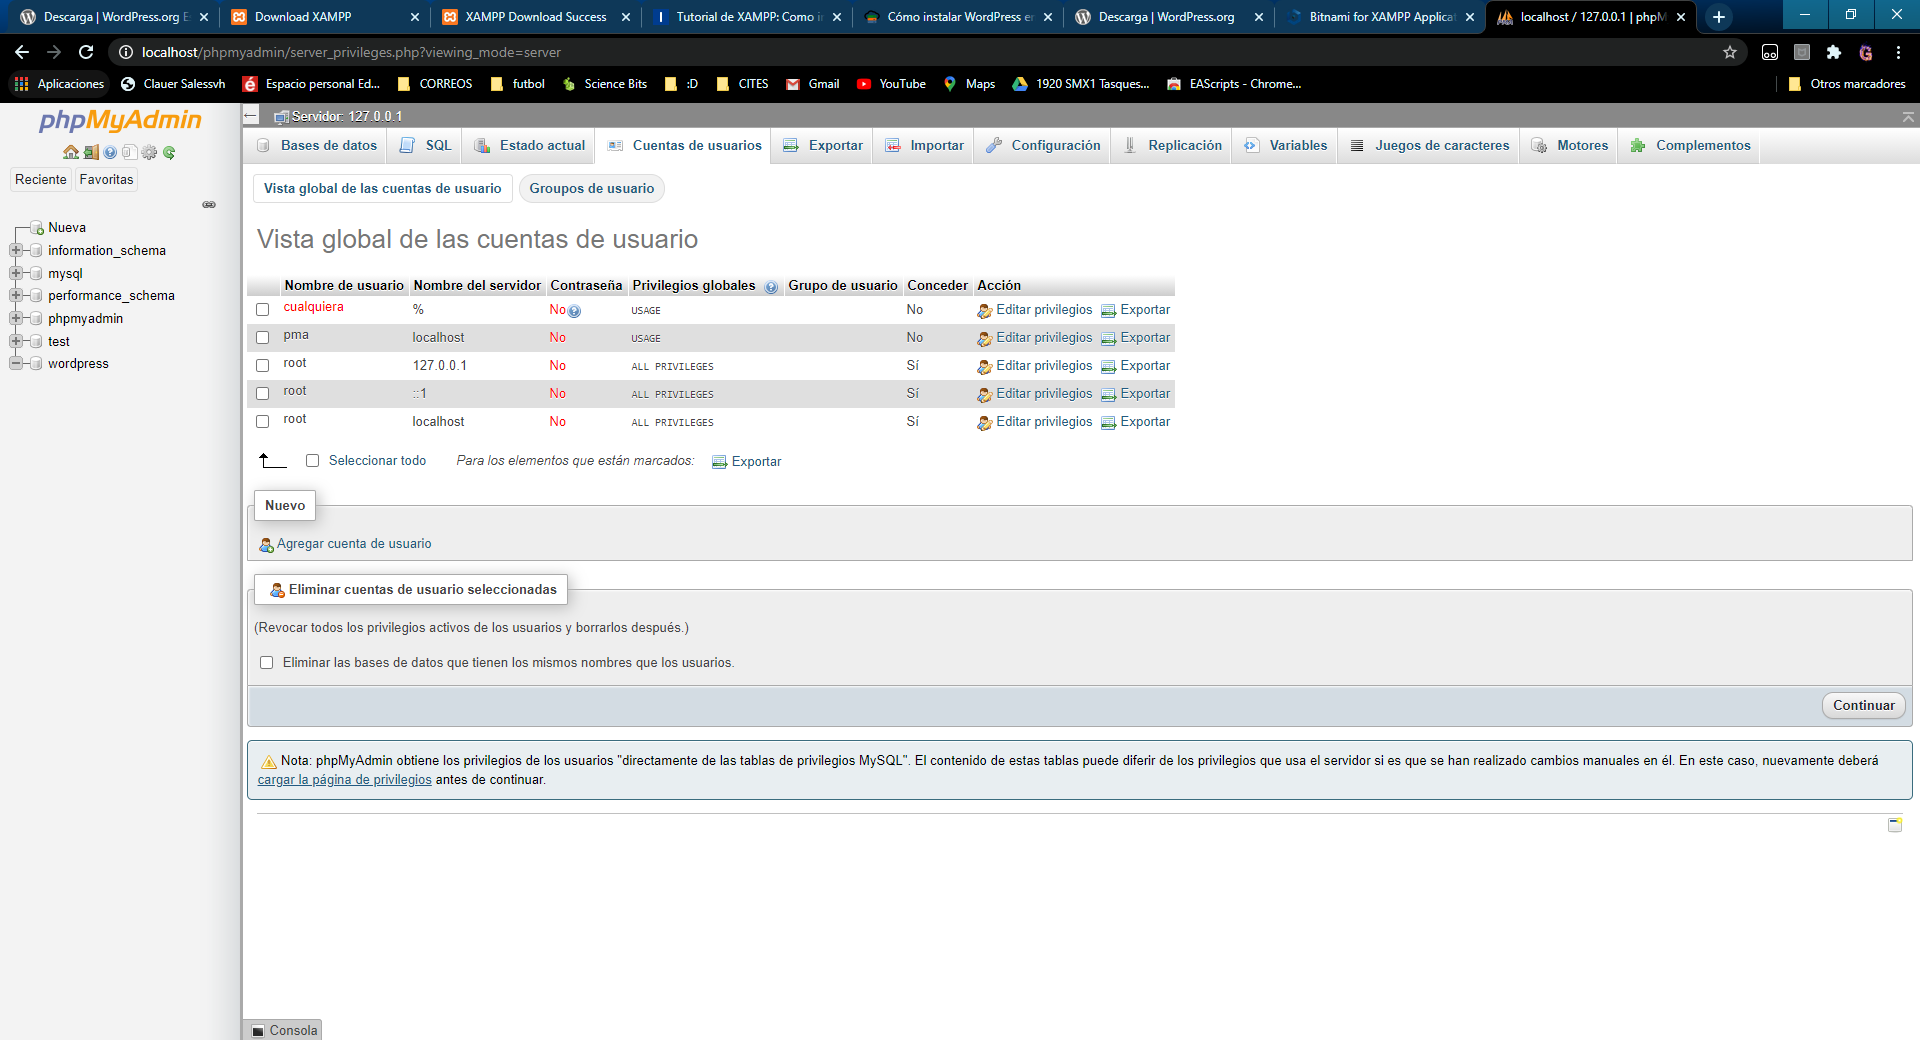 Descarga | WordPress.org Es
Download XAMPP
XAMPP Download Success
Tutorial de XAMPP: Como in
Cómo instalar WordPress en
Descarga | WordPress.org
Bitnami for XAMPP Applicat
localhost / 127.0.0.1 | phpM
localhost/phpmyadmin/server_privileges.php?viewing_mode=server
Aplicaciones
Clauer Salessvh
Espacio personal Ed...
CORREOS
futbol
Science Bits
:D
CITES
Gmail
YouTube
Maps
1920 SMX1 Tasques...
EAScripts - Chrome...
Otros marcadores
phpMyAdmin
Reciente Favoritas
Nueva
information_schema
mysql
performance_schema
phpmyadmin
test
wordpress
Servidor: 127.0.0.1
Bases de datos
SQL
Estado actual
Cuentas de usuarios
Exportar
Importar
Configuración
Replicación
Variables
Juegos de caracteres
Motores
Complementos
Vista global de las cuentas de usuario
Groupos de usuario
Vista global de las cuentas de usuario
Nombre de usuario Nombre del servidor Contraseña Privilegios globales Grupo de usuario Conceder Acción
cualquiera % No USAGE No Editar privilegios Exportar
pma localhost No USAGE No Editar privilegios Exportar
root 127.0.0.1 No ALL PRIVILEGES Sí Editar privilegios Exportar
root ::1 No ALL PRIVILEGES Sí Editar privilegios Exportar
root localhost No ALL PRIVILEGES Sí Editar privilegios Exportar
Seleccionar todo Para los elementos que están marcados: Exportar
Nuevo
Agregar cuenta de usuario
Eliminar cuentas de usuario seleccionadas
(Revocar todos los privilegios activos de los usuarios y borrarlos después.)
Eliminar las bases de datos que tienen los mismos nombres que los usuarios.
Continuar
Nota: phpMyAdmin obtiene los privilegios de los usuarios "directamente de las tablas de privilegios MySQL". El contenido de estas tablas puede diferir de los privilegios que usa el servidor si es que se han realizado cambios manuales en él. En este caso, nuevamente deberá
cargar la página de privilegios antes de continuar.
Consola